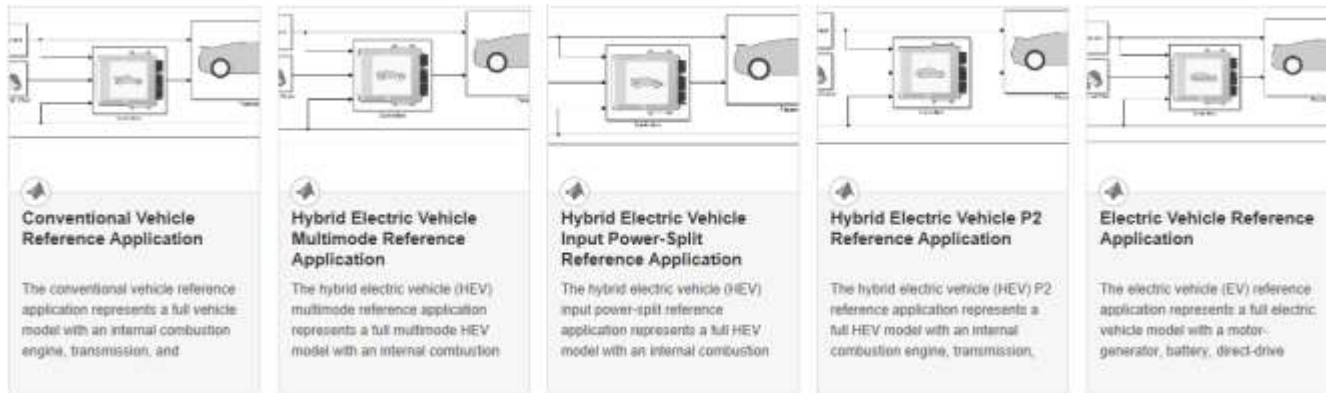 Conventional Vehicle
Reference Application
The conventional vehicle reference
application represents a full vehicle
model with an internal combustion
engine, transmission, and
Hybrid Electric Vehicle
Multimode Reference
Application
The hybrid electric vehicle (HEV)
multimode reference application
represents a full multimode HEV
model with an internal combustion
Hybrid Electric Vehicle
Input Power-Split
Reference Application
The hybrid electric vehicle (HEV)
input power-split reference
application represents a full HEV
model with an internal combustion
Hybrid Electric Vehicle P2
Reference Application
The hybrid electric vehicle (HEV) P2
reference application represents a
full HEV model with an internal
combustion engine, transmission,
Electric Vehicle Reference
Application
The electric vehicle (EV) reference
application represents a full electric
vehicle model with a motor-
generator, battery, direct-drive